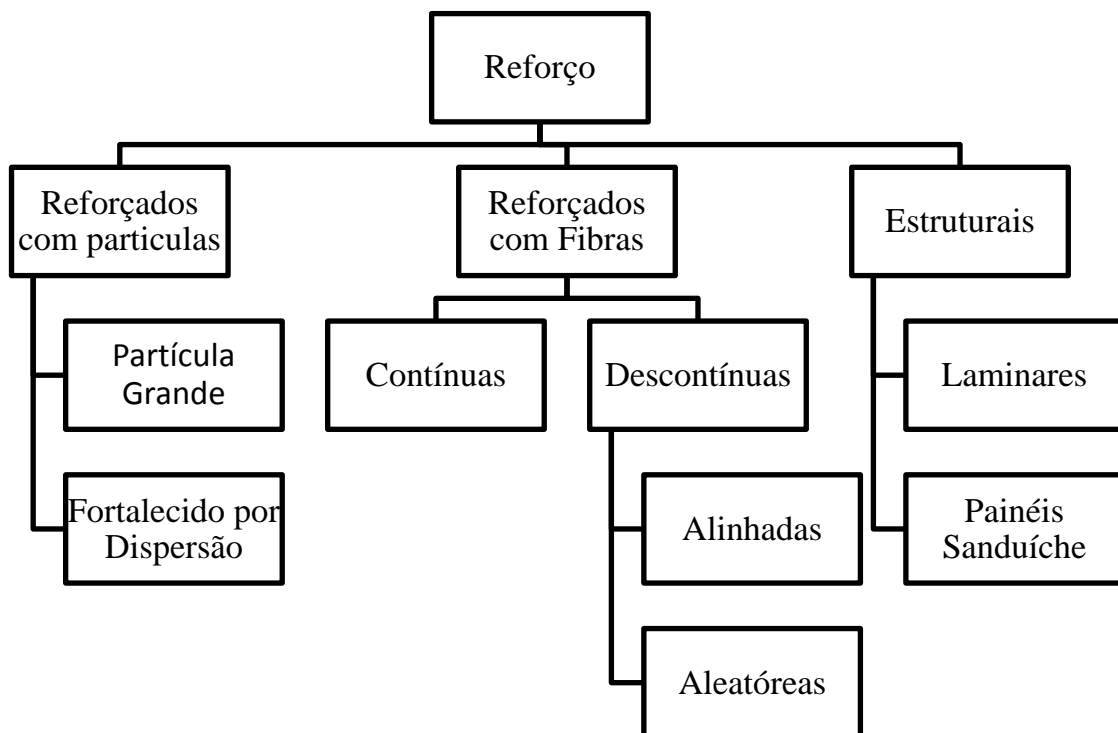 Reforço
Reforçados
com particulas
Reforçados
com Fibras
Estruturais
Partícula
Grande
Contínuas
Descontínuas
Laminares
Fortalecido por
Dispersão
Alinhadas
Painéis
Sanduíche
Aleatóreas